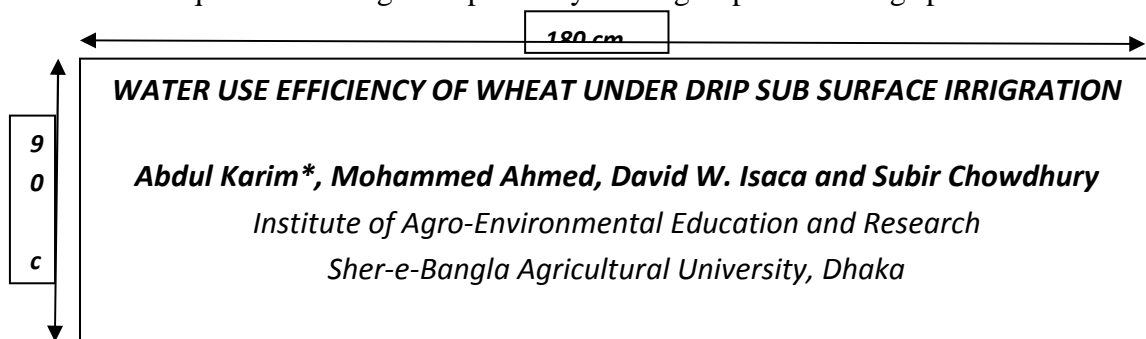 180 cm
WATER USE EFFICIENCY OF WHEAT UNDER DRIP SUB SURFACE IRRIGRATION
9
0
c
Abdul Karim*, Mohammed Ahmed, David W. Isaca and Subir Chowdhury
Institute of Agro-Environmental Education and Research
Sher-e-Bangla Agricultural University, Dhaka